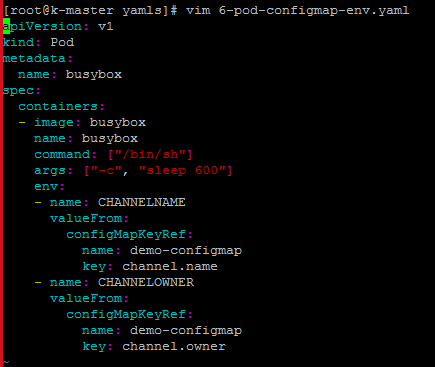 [root@k-master yamls]# vim 6-pod-configmap-env.yaml
apiVersion: v1
kind: Pod
metadata:
  name: busybox
spec:
  containers:
  - image: busybox
    name: busybox
    command: ["/bin/sh"]
    args: ["-c", "sleep 600"]
    env:
    - name: CHANNELNAME
      valueFrom:
        configMapKeyRef:
          name: demo-configmap
          key: channel.name
    - name: CHANNELOWNER
      valueFrom:
        configMapKeyRef:
          name: demo-configmap
          key: channel.owner
~